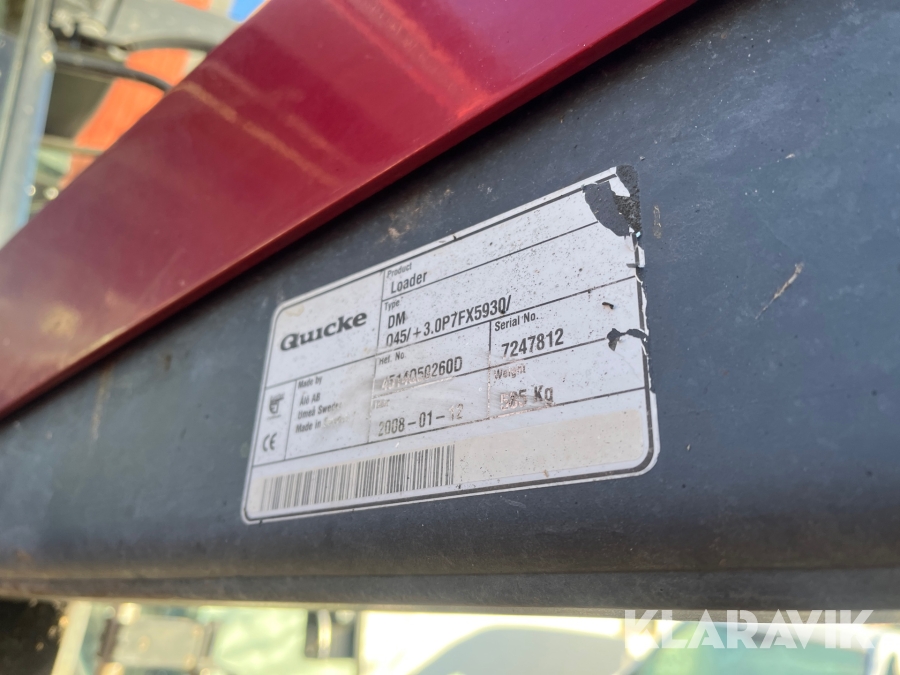 Quicke
Product
Loader
Type
DM
Q45/+3.0P7FX5930/
Ref. No.
Serial No.
7247812
Made by
Ålö AB
Umeå Sweden
Made in
2008-01-12
Weight
Kg
CE
KLARAVIK